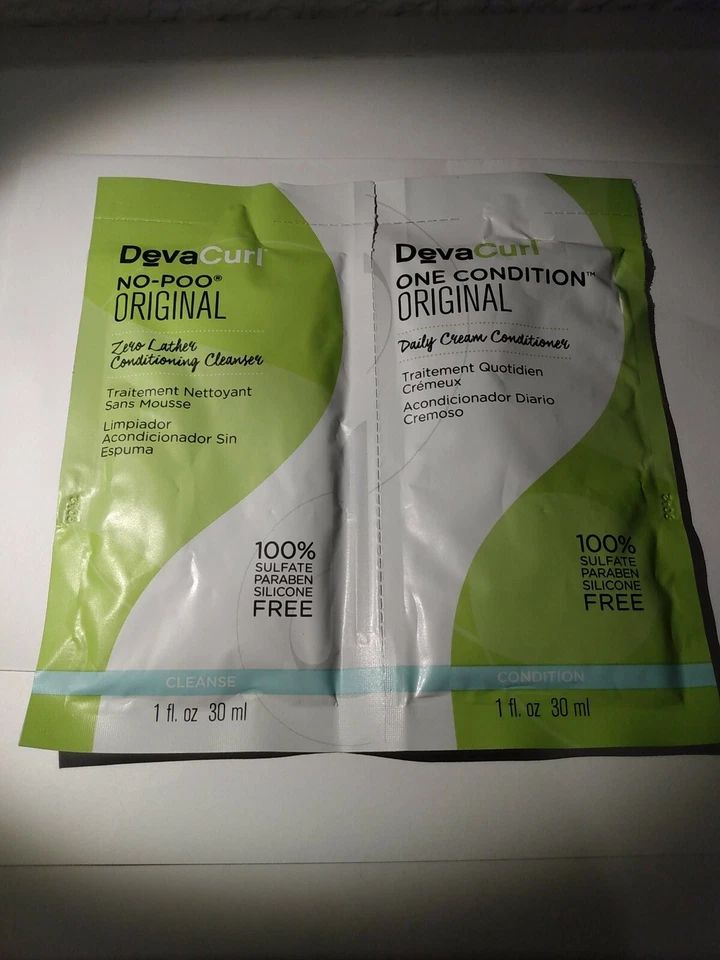 DevaCurl
NO-POO®
ORIGINAL
Zero Lather
Conditioning Cleanser
Traitement Nettoyant
Sans Mousse
Limpiador
Acondicionador Sin
Espuma
100%
SULFATE
PARABEN
SILICONE
FREE
CLEANSE
1 fl. oz 30 ml
DevaCurl
ONE CONDITION™
ORIGINAL
Daily Cream Conditioner
Traitement Quotidien
Crémeux
Acondicionador Diario
Cremoso
100%
SULFATE
PARABEN
SILICONE
FREE
CONDITION
1 fl. oz 30 ml